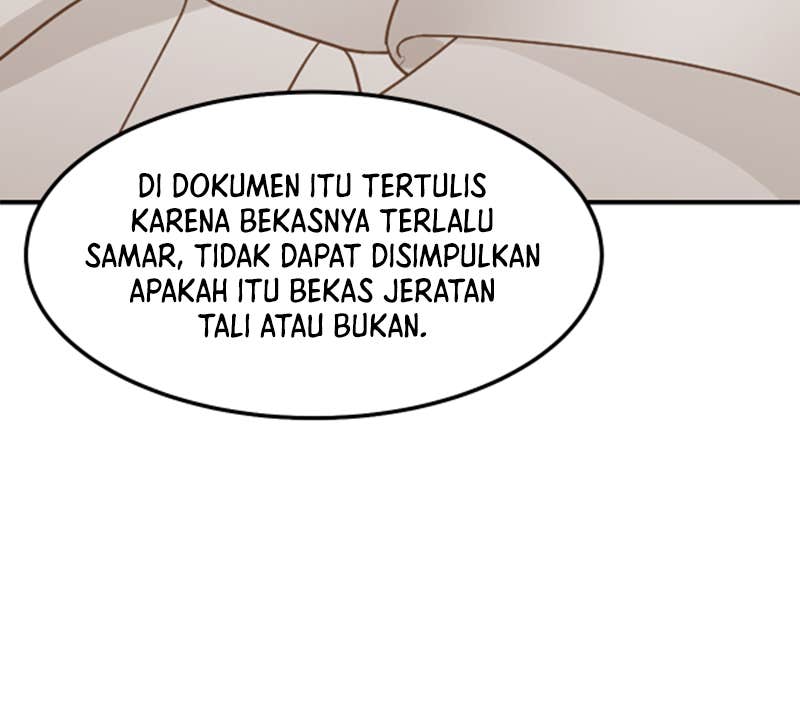 DI DOKUMEN ITU TERTULIS
KARENA BEKASNYA TERLALU
SAMAR, TIDAK DAPAT DISIMPULKAN
APAKAH ITU BEKAS JERATAN
TALI ATAU BUKAN.